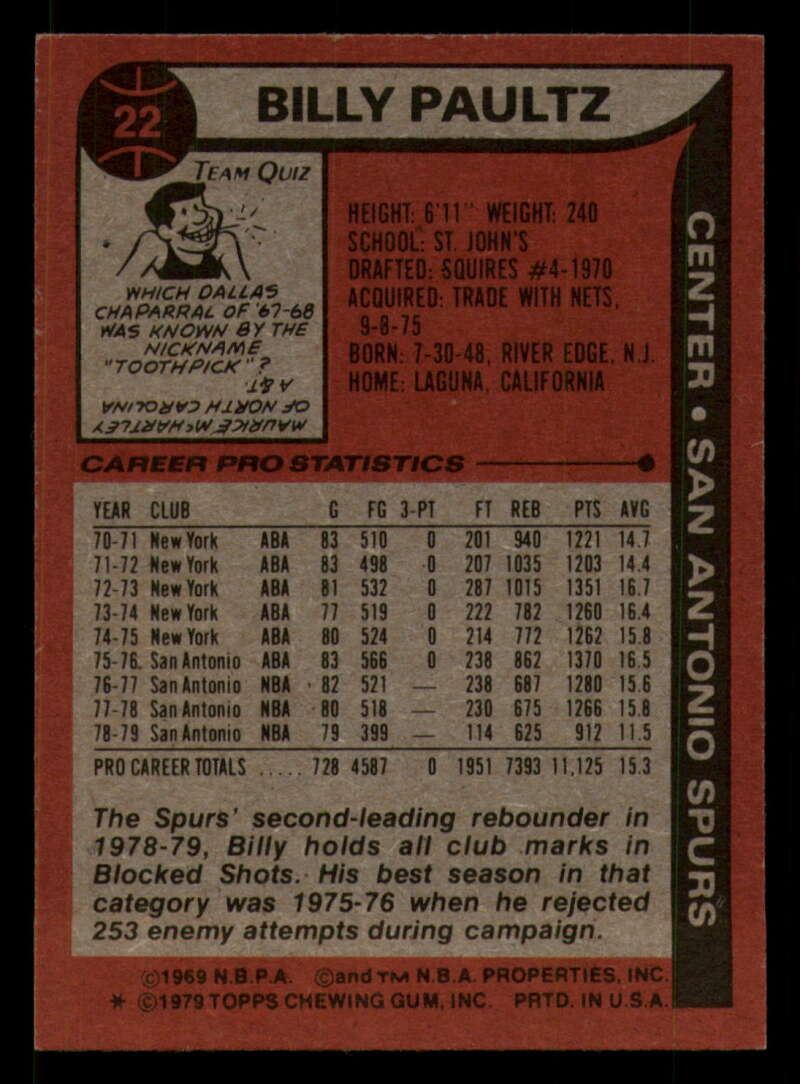 22
BILLY PAULTZ
TEAM QUIZ
WHICH DALLAS
CHAPARRAL OF '67-68
WAS KNOWN BY THE
NICKNAME
"TOOTHPICK"?
MAURICE McHARTLEY
OF NORTH CAROLINA
A&T.
HEIGHT: 6'11" WEIGHT: 240
SCHOOL: ST. JOHN'S
DRAFTED: SQUIRES #4-1970
ACQUIRED: TRADE WITH NETS,
9-8-75
BORN: 7-30-48, RIVER EDGE, N.J.
HOME: LAGUNA, CALIFORNIA
CENTER • SAN ANTONIO SPURS
CAREER PRO STATISTICS
YEAR CLUB G FG 3-PT FT REB PTS AVG
70-71 New York ABA 83 510 0 201 940 1221 14.7
71-72 New York ABA 83 498 0 207 1035 1203 14.4
72-73 New York ABA 81 532 0 287 1015 1351 16.7
73-74 New York ABA 77 519 0 222 782 1260 16.4
74-75 New York ABA 80 524 0 214 772 1262 15.8
75-76 San Antonio ABA 83 566 0 238 862 1370 16.5
76-77 San Antonio NBA 82 521 — 238 687 1280 15.6
77-78 San Antonio NBA 80 518 — 230 675 1266 15.8
78-79 San Antonio NBA 79 399 — 114 625 912 11.5
PRO CAREER TOTALS ..... 728 4587 0 1951 7393 11,125 15.3
The Spurs' second-leading rebounder in
1978-79, Billy holds all club marks in
Blocked Shots. His best season in that
category was 1975-76 when he rejected
253 enemy attempts during campaign.
©1969 N.B.P.A. ©and TM N.B.A. PROPERTIES, INC.
* ©1979 TOPPS CHEWING GUM, INC. PRTD. IN U.S.A.